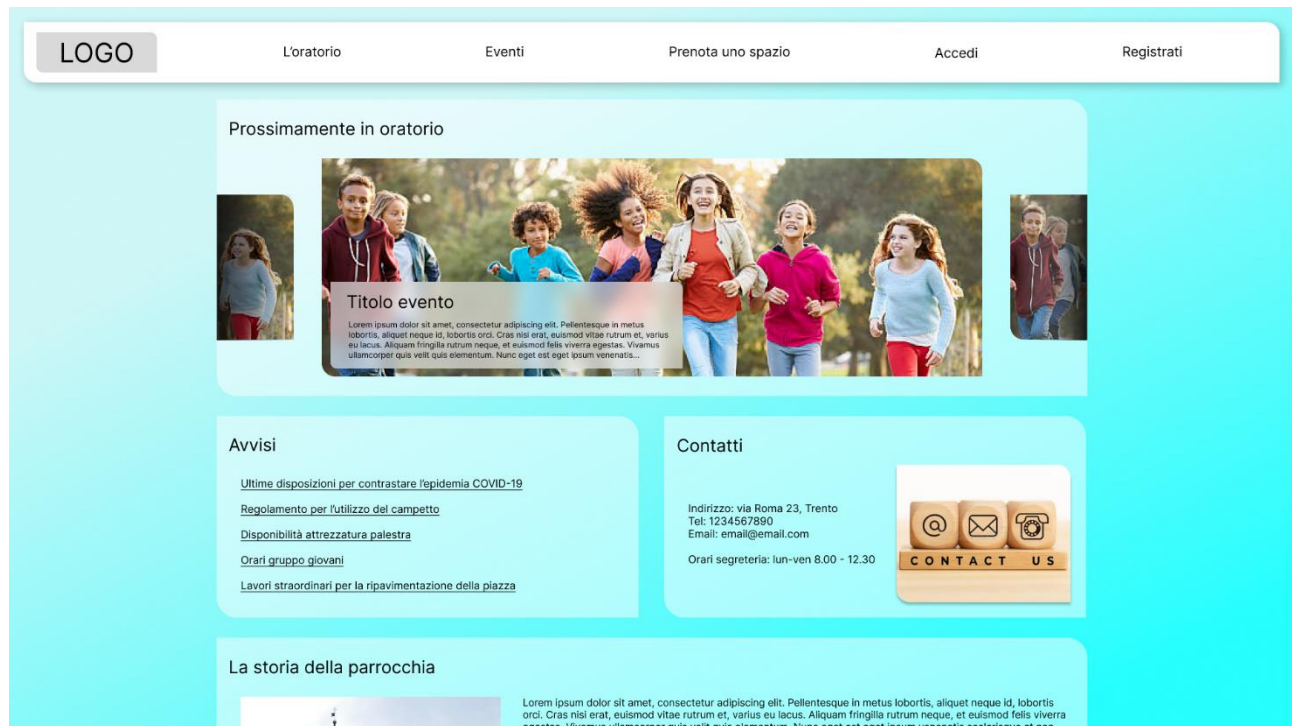 LOGO
L'oratorio
Eventi
Prenota uno spazio
Accedi
Registrati
Prossimamente in oratorio
Titolo evento
Lorem ipsum dolor sit amet, consectetur adipiscing elit. Pellentesque in metus
lobortis, aliquet neque id, lobortis orci. Cras nisi erat, euismod vitae rutrum et, varius
eu lacus. Aliquam fringilla rutrum neque, et euismod felis viverra egestas. Vivamus
ullamcorper quis velit quis elementum. Nunc eget est eget ipsum venenatis...
Avvisi
Ultime disposizioni per contrastare l'epidemia COVID-19
Regolamento per l'utilizzo del campetto
Disponibilità attrezzatura palestra
Orari gruppo giovani
Lavori straordinari per la ripavimentazione della piazza
Contatti
Indirizzo: via Roma 23, Trento
Tel: 1234567890
Email: email@email.com
Orari segreteria: lun-ven 8.00 - 12.30
@
CONTACT US
La storia della parrocchia
Lorem ipsum dolor sit amet, consectetur adipiscing elit. Pellentesque in metus lobortis, aliquet neque id, lobortis
orci. Cras nisi erat, euismod vitae rutrum et, varius eu lacus. Aliquam fringilla rutrum neque, et euismod felis viverra